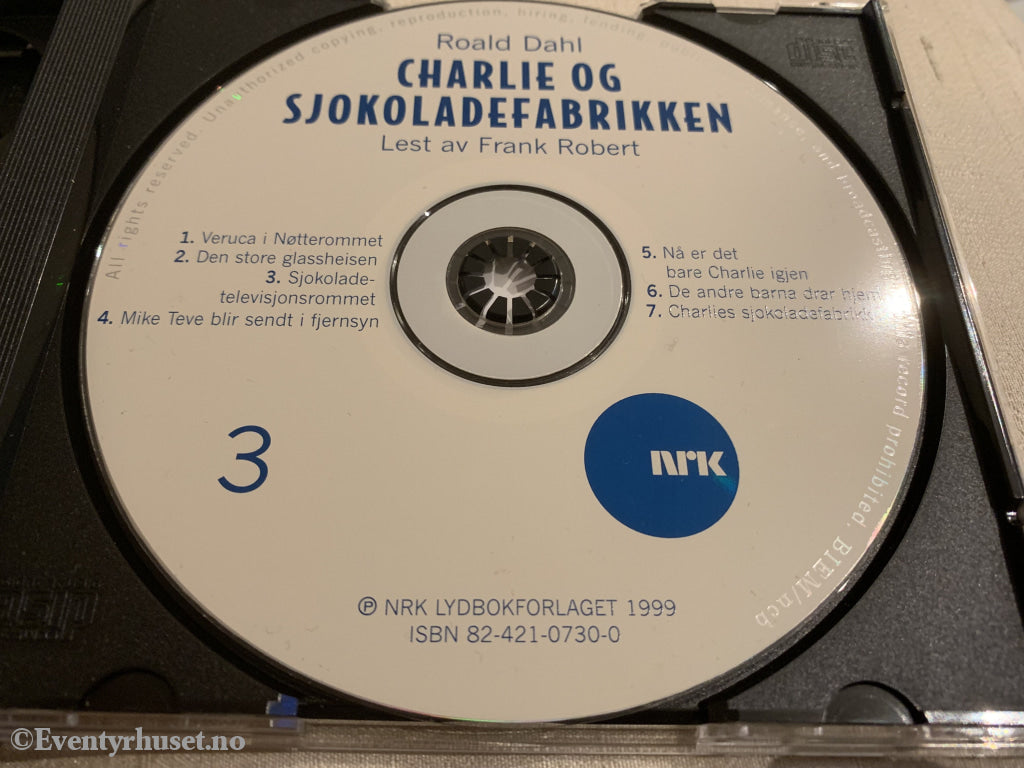 Roald Dahl
CHARLIE OG
SJOKOLADEFABRIKKEN
Lest av Frank Robert
1. Veruca i Nøtterommet
2. Den store glassheisen
3. Sjokolade-
televisjonsrommet
4. Mike Teve blir sendt i fjernsyn
5. Nå er det
bare Charlie igjen
6. De andre barna drar hjem
7. Charlies sjokoladefabrikk
3
nrk
Ⓟ NRK LYDBOKFORLAGET 1999
ISBN 82-421-0730-0
All rights reserved. Unauthorized copying, reproduction, hiring, lending, public and broadcasting record prohibited. BIEM/ncb
©Eventyrhuset.no